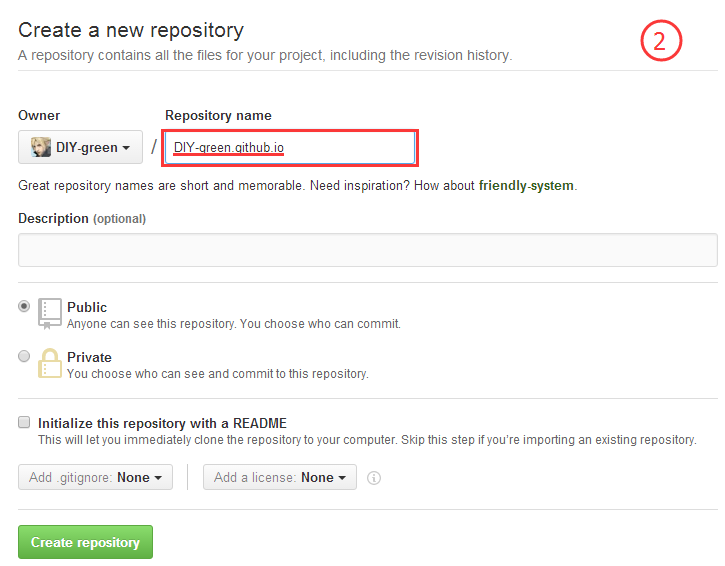 Create a new repository
A repository contains all the files for your project, including the revision history.
2
Owner
Repository name
DIY-green / DIY-green.github.io
Great repository names are short and memorable. Need inspiration? How about friendly-system.
Description (optional)
Public
Anyone can see this repository. You choose who can commit.
Private
You choose who can see and commit to this repository.
Initialize this repository with a README
This will let you immediately clone the repository to your computer. Skip this step if you're importing an existing repository.
Add .gitignore: None
Add a license: None
Create repository